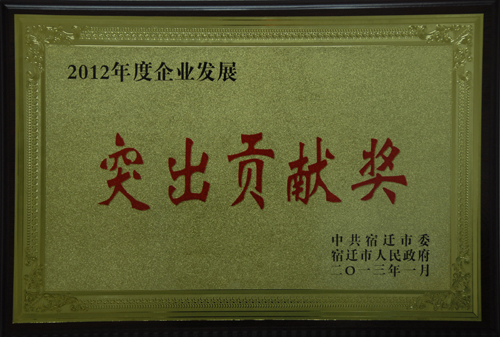 2012年度企业发展
突出贡献奖
中共宿迁市委
宿迁市人民政府
二〇一三年一月